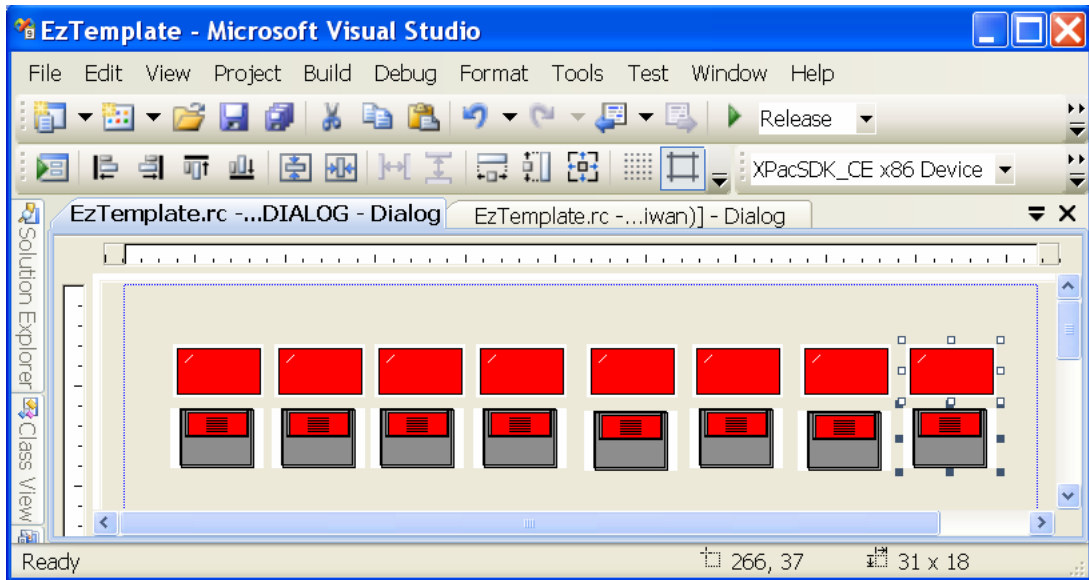 EzTemplate - Microsoft Visual Studio
File Edit View Project Build Debug Format Tools Test Window Help
Release
XPacSDK_CE x86 Device
EzTemplate.rc -...DIALOG - Dialog EzTemplate.rc -...iwan)] - Dialog
Solution Explorer
Class View
Ready 266, 37 31 x 18